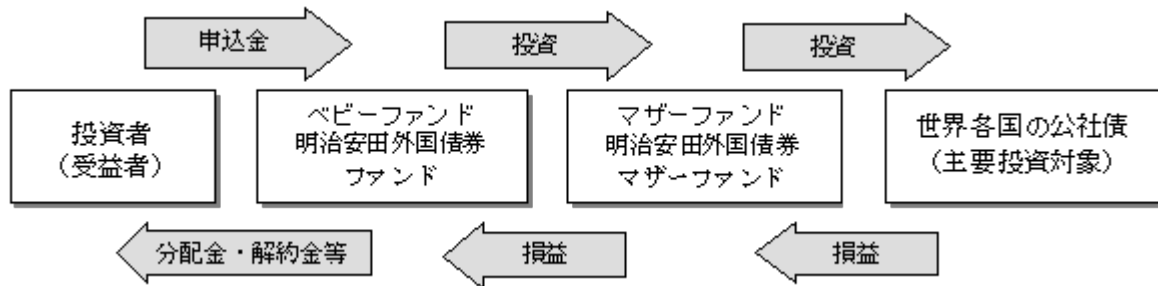 申込金
投資
投資
投資者
（受益者）
ベビーファンド
明治安田外国債券
ファンド
マザーファンド
明治安田外国債券
マザーファンド
世界各国の公社債
（主要投資対象）
分配金・解約金等
損益
損益